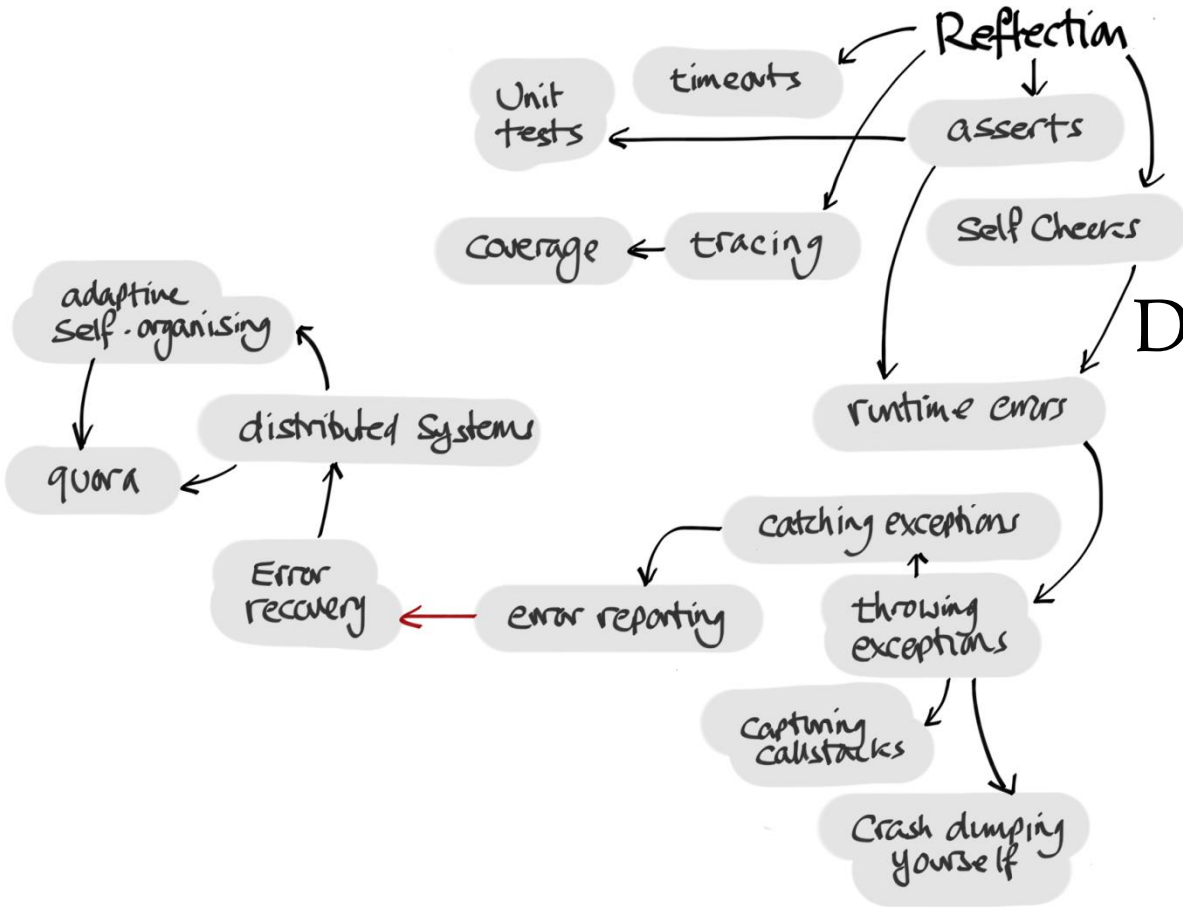 Reflection
timeouts
Unit
tests
asserts
Self Checks
coverage
tracing
adaptive
self-organising
D
runtime errors
distributed systems
quora
catching exceptions
Error
recovery
error reporting
throwing
exceptions
capturing
callstacks
Crash dumping
yourself